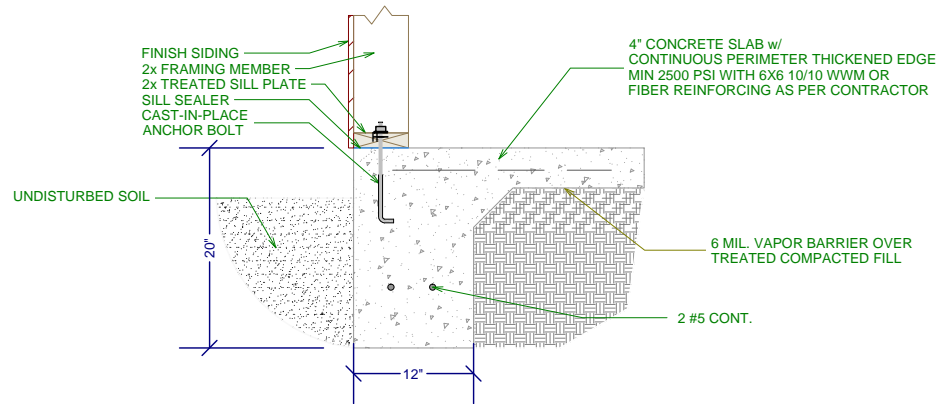 FINISH SIDING
2x FRAMING MEMBER
2x TREATED SILL PLATE
SILL SEALER
CAST-IN-PLACE
ANCHOR BOLT
4" CONCRETE SLAB w/
CONTINUOUS PERIMETER THICKENED EDGE
MIN 2500 PSI WITH 6X6 10/10 WWM OR
FIBER REINFORCING AS PER CONTRACTOR
UNDISTURBED SOIL
20"
6 MIL. VAPOR BARRIER OVER
TREATED COMPACTED FILL
2 #5 CONT.
12"